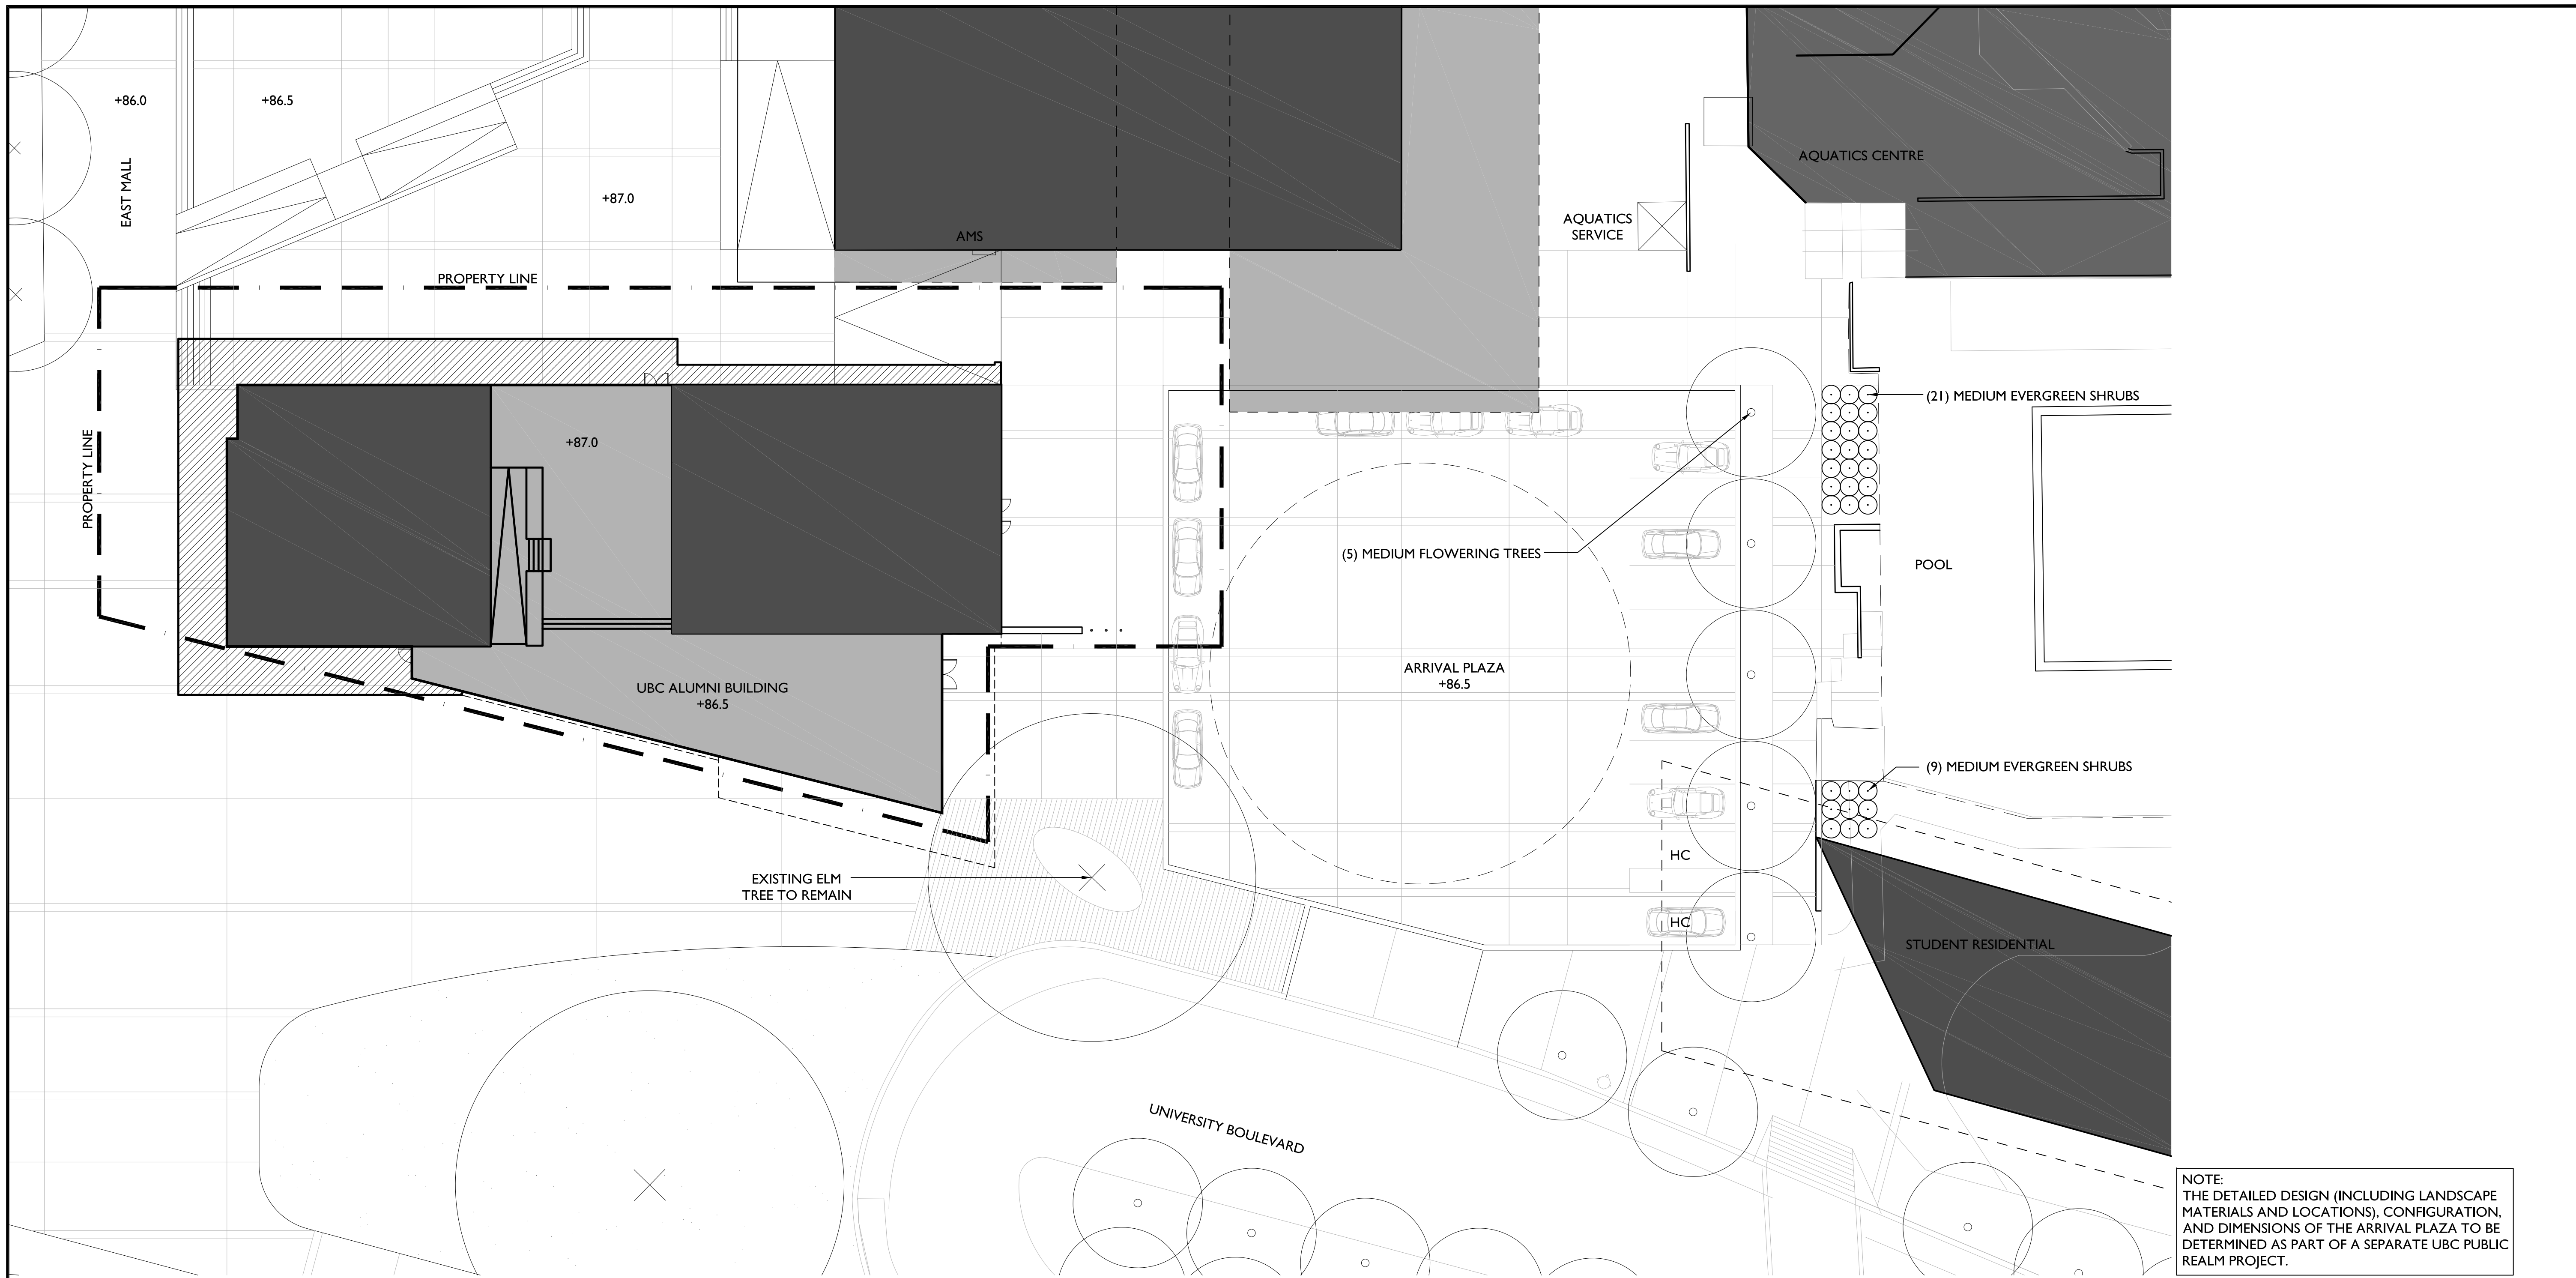 +86.0
+86.5
EAST MALL
+87.0
PROPERTY LINE
AMS
AQUATICS
SERVICE
AQUATICS CENTRE
PROPERTY LINE
+87.0
(21) MEDIUM EVERGREEN SHRUBS
(5) MEDIUM FLOWERING TREES
POOL
UBC ALUMNI BUILDING
+86.5
ARRIVAL PLAZA
+86.5
(9) MEDIUM EVERGREEN SHRUBS
EXISTING ELM
TREE TO REMAIN
HC
HC
STUDENT RESIDENTIAL
UNIVERSITY BOULEVARD
NOTE:
THE DETAILED DESIGN (INCLUDING LANDSCAPE
MATERIALS AND LOCATIONS), CONFIGURATION,
AND DIMENSIONS OF THE ARRIVAL PLAZA TO BE
DETERMINED AS PART OF A SEPARATE UBC PUBLIC
REALM PROJECT.